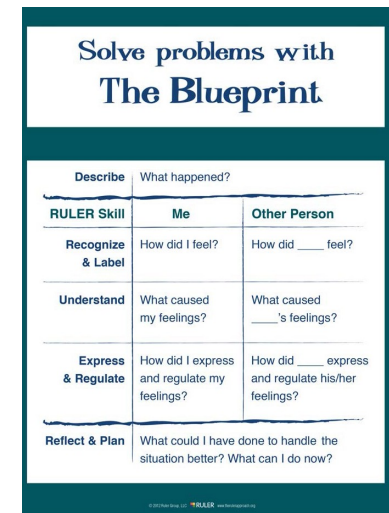 Solve problems with
The Blueprint
Describe What happened?
RULER Skill Me Other Person
Recognize & Label How did I feel? How did ____ feel?
Understand What caused my feelings? What caused ____'s feelings?
Express & Regulate How did I express and regulate my feelings? How did ____ express and regulate his/her feelings?
Reflect & Plan What could I have done to handle the situation better? What can I do now?
RULER